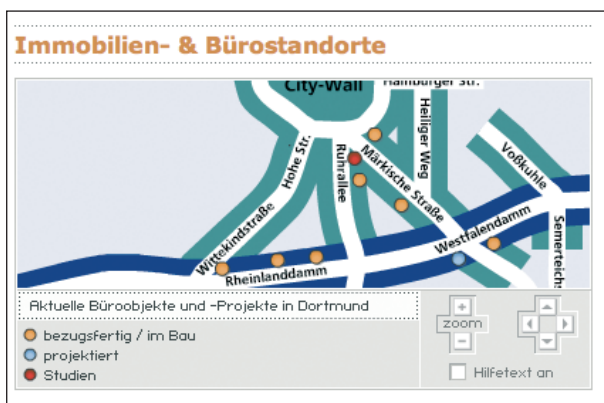 Immobilien- & Bürostandorte
City-Wall
Hamburger Str.
Heiliger Weg
Hohe Str.
Ruhrallee
Märkische Straße
Voßkuhle
Wittekindstraße
Westfalendamm
Rheinlanddamm
Semerteichs
Aktuelle Büroobjekte und -Projekte in Dortmund
bezugsfertig / im Bau
projektiert
Studien
+
zoom
−
Hilfetext an